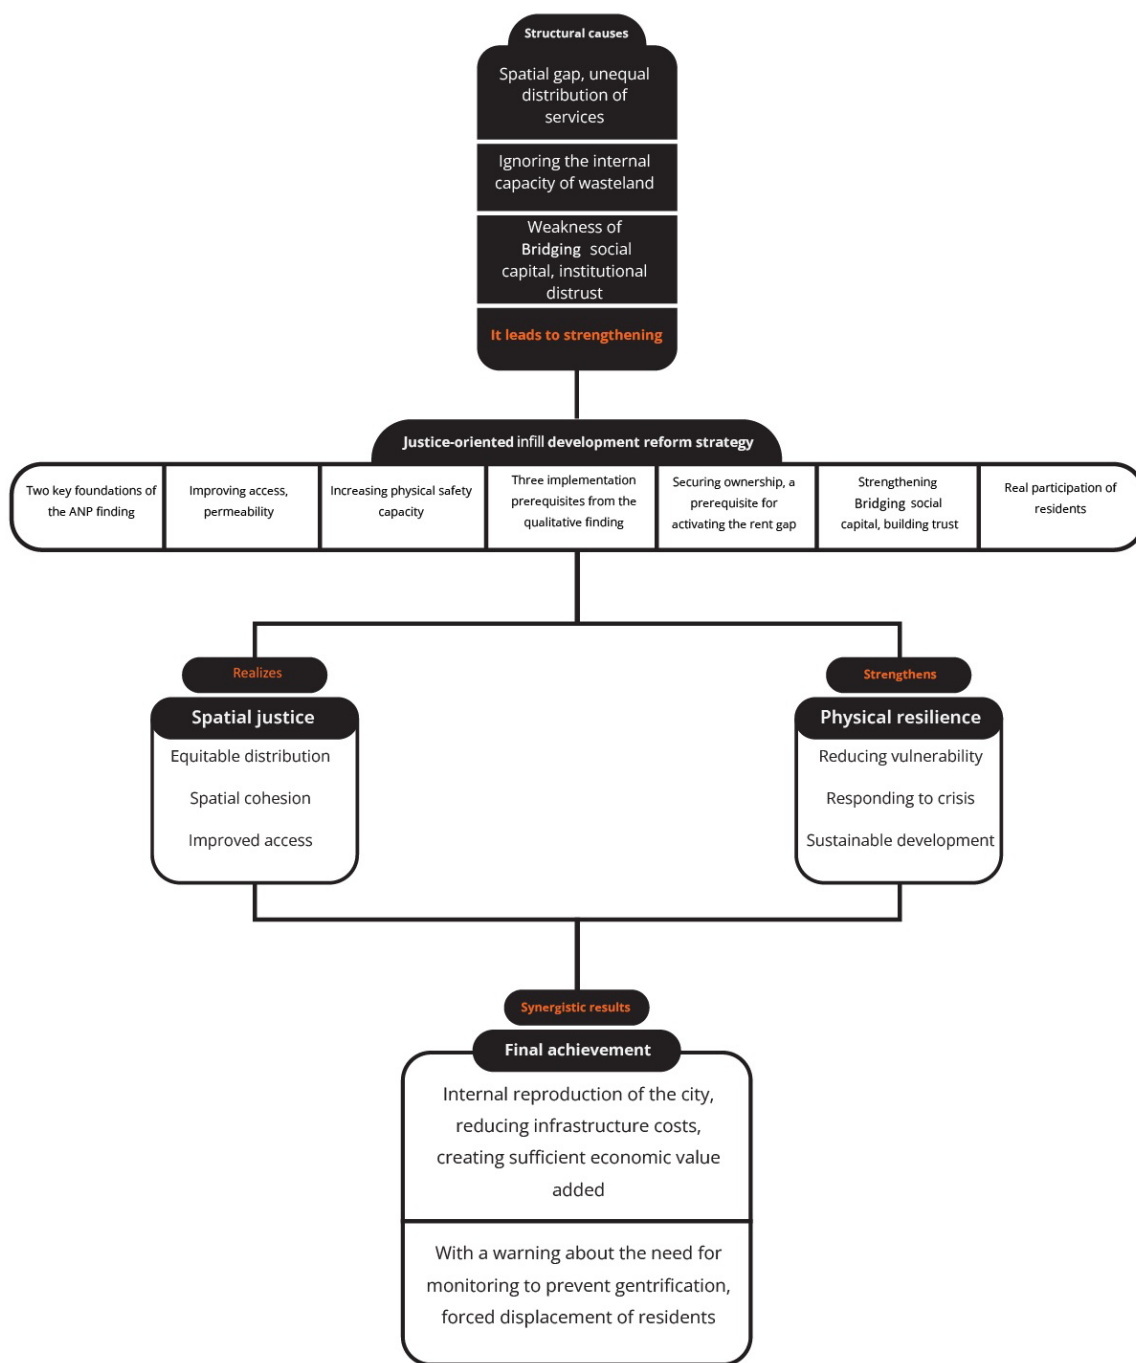 Structural causes
Spatial gap, unequal
distribution of
services
Ignoring the internal
capacity of wasteland
Weakness of
Bridging social
capital, institutional
distrust
It leads to strengthening
Justice-oriented infill development reform strategy
Two key foundations of
the ANP finding
Improving access,
permeability
Increasing physical safety
capacity
Three implementation
prerequisites from the
qualitative finding
Securing ownership, a
prerequisite for
activating the rent gap
Strengthening
Bridging social
capital, building trust
Real participation of
residents
Realizes
Spatial justice
Equitable distribution
Spatial cohesion
Improved access
Strengthens
Physical resilience
Reducing vulnerability
Responding to crisis
Sustainable development
Synergistic results
Final achievement
Internal reproduction of the city,
reducing infrastructure costs,
creating sufficient economic value
added
With a warning about the need for
monitoring to prevent gentrification,
forced displacement of residents